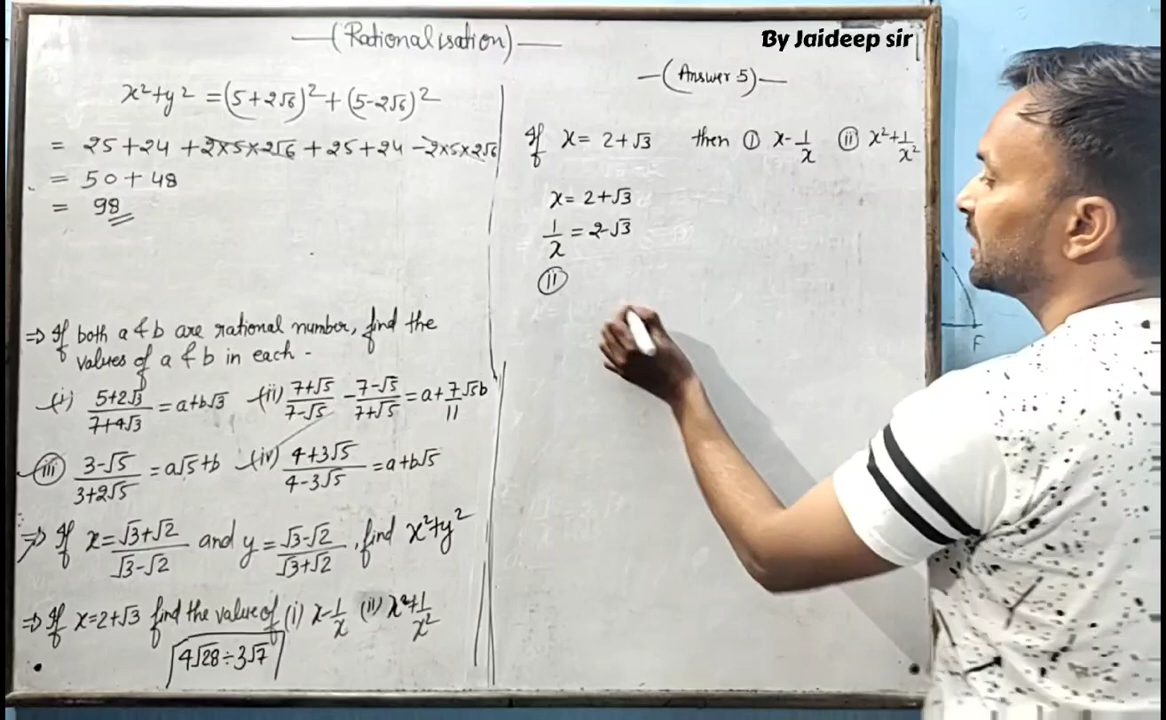 —(Rationalisation)—
By Jaideep sir
x²+y² = (5+2√6)² + (5-2√6)²
= 25+24 +2×5×2√6 + 25+24 -2×5×2√6
= 50 + 48
= 98
⇒ If both a & b are rational number, find the
values of a & b in each -
(i) (5+2√3)/(7+4√3) = a+b√3 (ii) (7+√5)/(7-√5) - (7-√5)/(7+√5) = a+7/11 √5b
(iii) (3-√5)/(3+2√5) = a√5+b (iv) (4+3√5)/(4-3√5) = a+b√5
⇒ If x = (√3+√2)/(√3-√2) and y = (√3-√2)/(√3+√2), find x²+y²
⇒ If x=2+√3 find the value of (i) x-1/x (ii) x²+1/x²
4√28÷3√7
—(Answer 5)—
If x = 2+√3 then (i) x-1/x (ii) x²+1/x²
x = 2+√3
1/x = 2-√3
(ii)
F